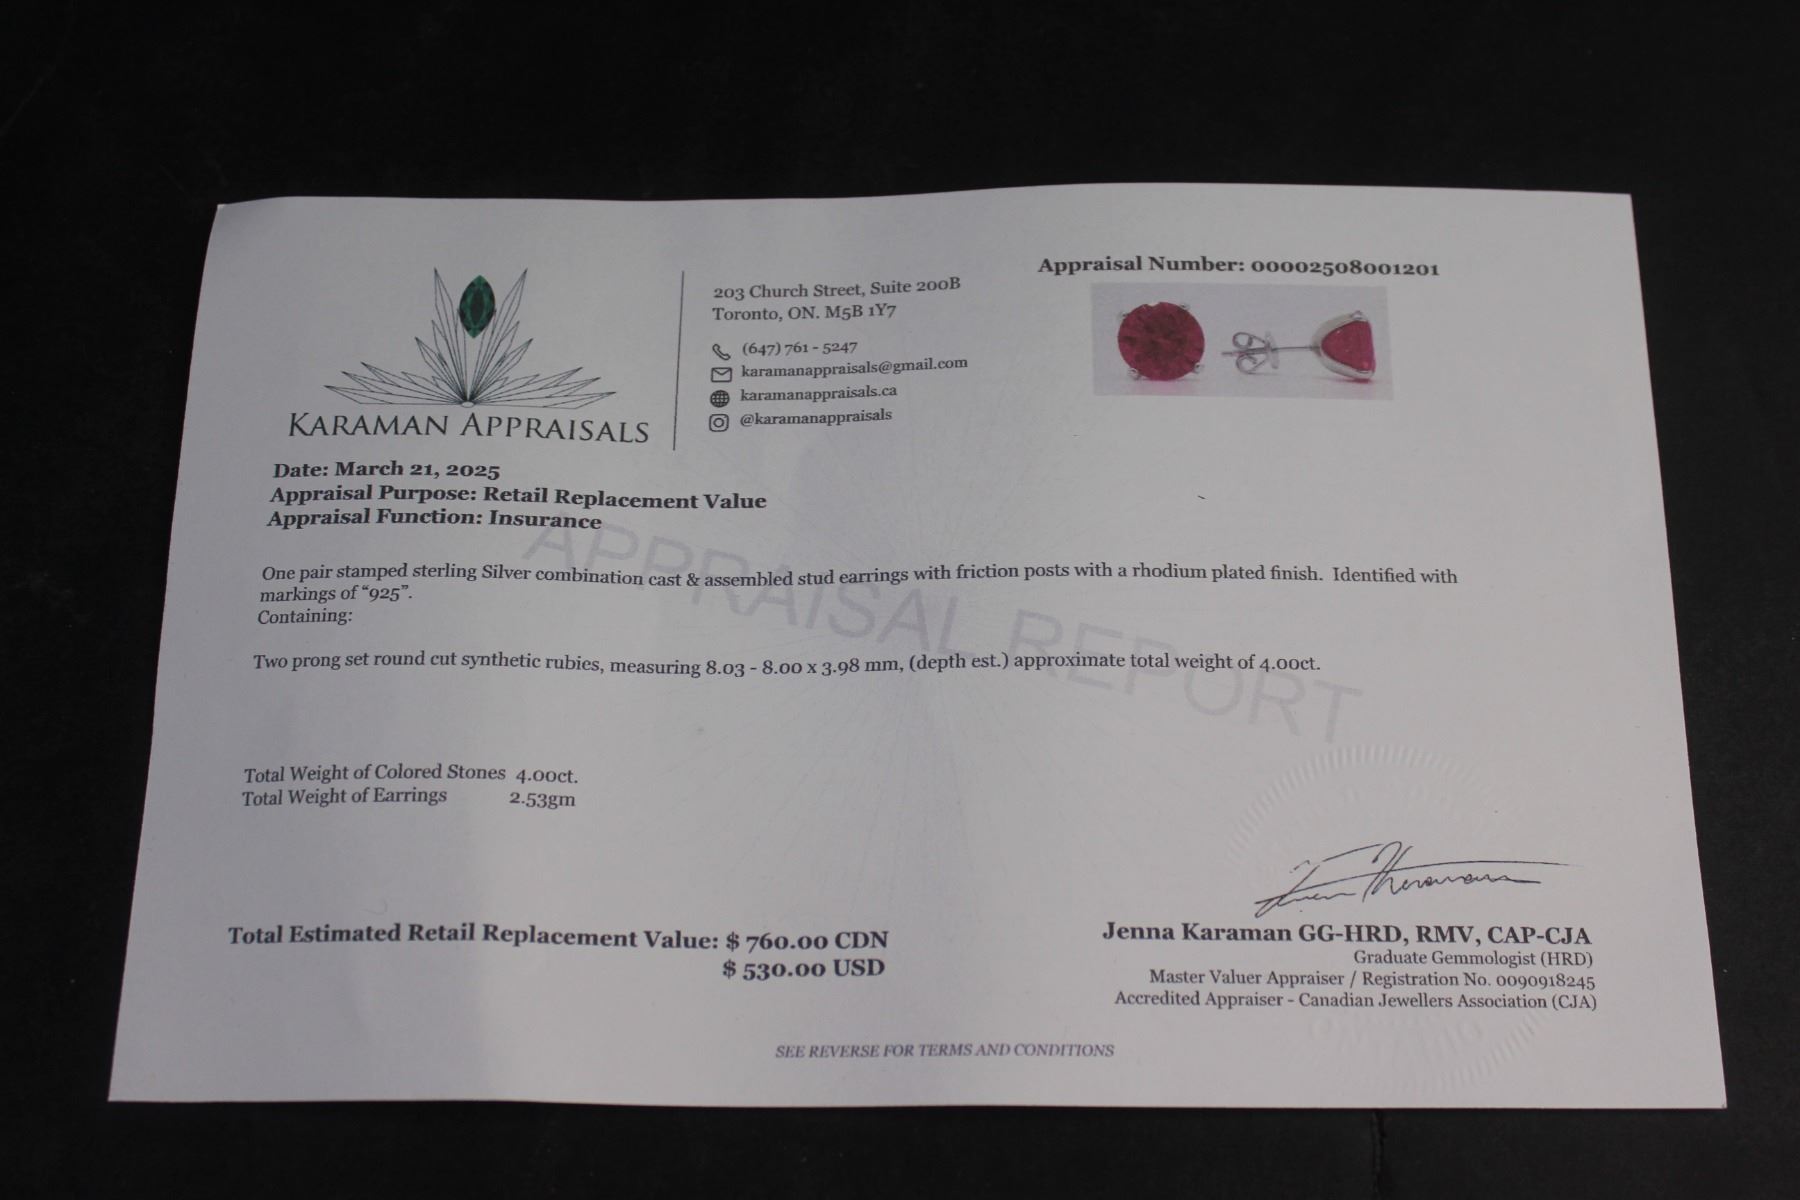 Appraisal Number: 00002508001201
KARAMAN APPRAISALS
203 Church Street, Suite 200B
Toronto, ON. M5B 1Y7
(647) 761 - 5247
karamanappraisals@gmail.com
karamanappraisals.ca
@karamanappraisals
Date: March 21, 2025
Appraisal Purpose: Retail Replacement Value
Appraisal Function: Insurance
APPRAISAL REPORT
One pair stamped sterling Silver combination cast & assembled stud earrings with friction posts with a rhodium plated finish. Identified with
markings of “925”.
Containing:
Two prong set round cut synthetic rubies, measuring 8.03 - 8.00 x 3.98 mm, (depth est.) approximate total weight of 4.00ct.
Total Weight of Colored Stones 4.00ct.
Total Weight of Earrings 2.53gm
Total Estimated Retail Replacement Value: $ 760.00 CDN
$ 530.00 USD
Jenna Karaman GG-HRD, RMV, CAP-CJA
Graduate Gemmologist (HRD)
Master Valuer Appraiser / Registration No. 0090918245
Accredited Appraiser - Canadian Jewellers Association (CJA)
SEE REVERSE FOR TERMS AND CONDITIONS